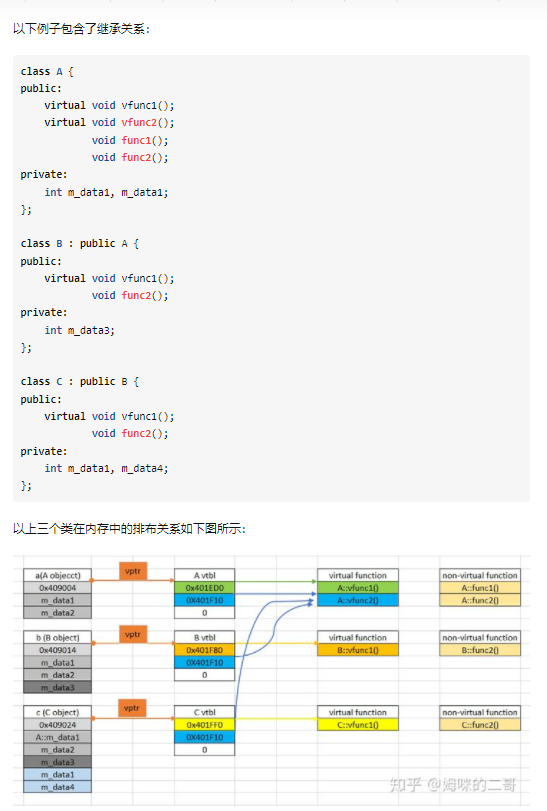 以下例子包含了继承关系：
class A {
public:
virtual void vfunc1();
virtual void vfunc2();
void func1();
void func2();
private:
int m_data1, m_data1;
};
class B : public A {
public:
virtual void vfunc1();
void func2();
private:
int m_data3;
};
class C : public B {
public:
virtual void vfunc1();
void func2();
private:
int m_data1, m_data4;
};
以上三个类在内存中的排布关系如下图所示：
a(A objecct) vptr A vtbl virtual function non-virtual function
0x409004 0x401ED0 A::vfunc1() A::func1()
m_data1 0X401F10 A::vfunc2() A::func2()
m_data2 0
b (B object) vptr B vtbl virtual function non-virtual function
0x409014 0x401F80 B::vfunc1() B::func2()
m_data1 0X401F10
m_data2 0
m_data3
c (C object) vptr C vtbl virtual function non-virtual function
0x409024 0x401FF0 C::vfunc1() C::func2()
A::m_data1 0X401F10
m_data2 0
m_data3
m_data1
m_data4
知乎 @姆咪的二哥